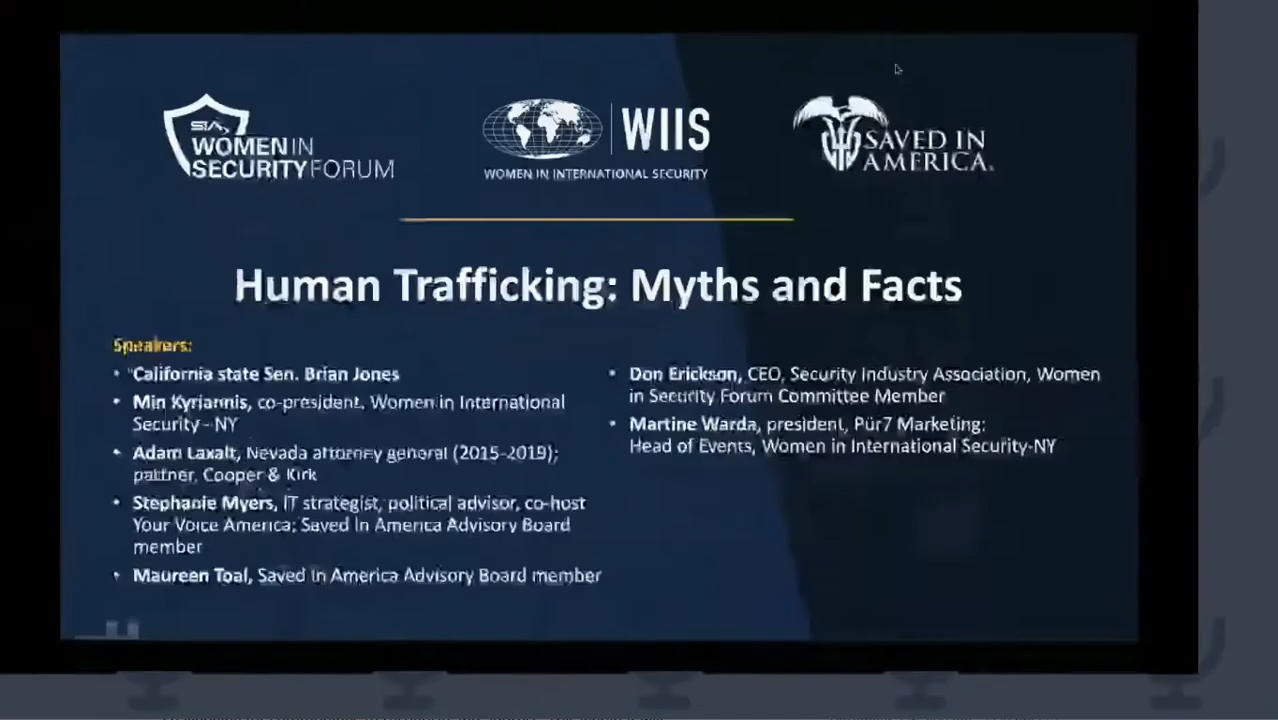 SIA
WOMEN IN
SECURITY FORUM
WIIS
WOMEN IN INTERNATIONAL SECURITY
SAVED IN
AMERICA.
Human Trafficking: Myths and Facts
Speakers:
• California state Sen. Brian Jones
• Min Kyriannis, co-president, Women in International
Security - NY
• Adam Laxalt, Nevada attorney general (2015-2019);
partner, Cooper & Kirk
• Stephanie Myers, IT strategist, political advisor, co-host
Your Voice America; Saved In America Advisory Board
member
• Maureen Toal, Saved In America Advisory Board member
• Don Erickson, CEO, Security Industry Association, Women
in Security Forum Committee Member
• Martine Warda, president, Pür7 Marketing;
Head of Events, Women in International Security-NY